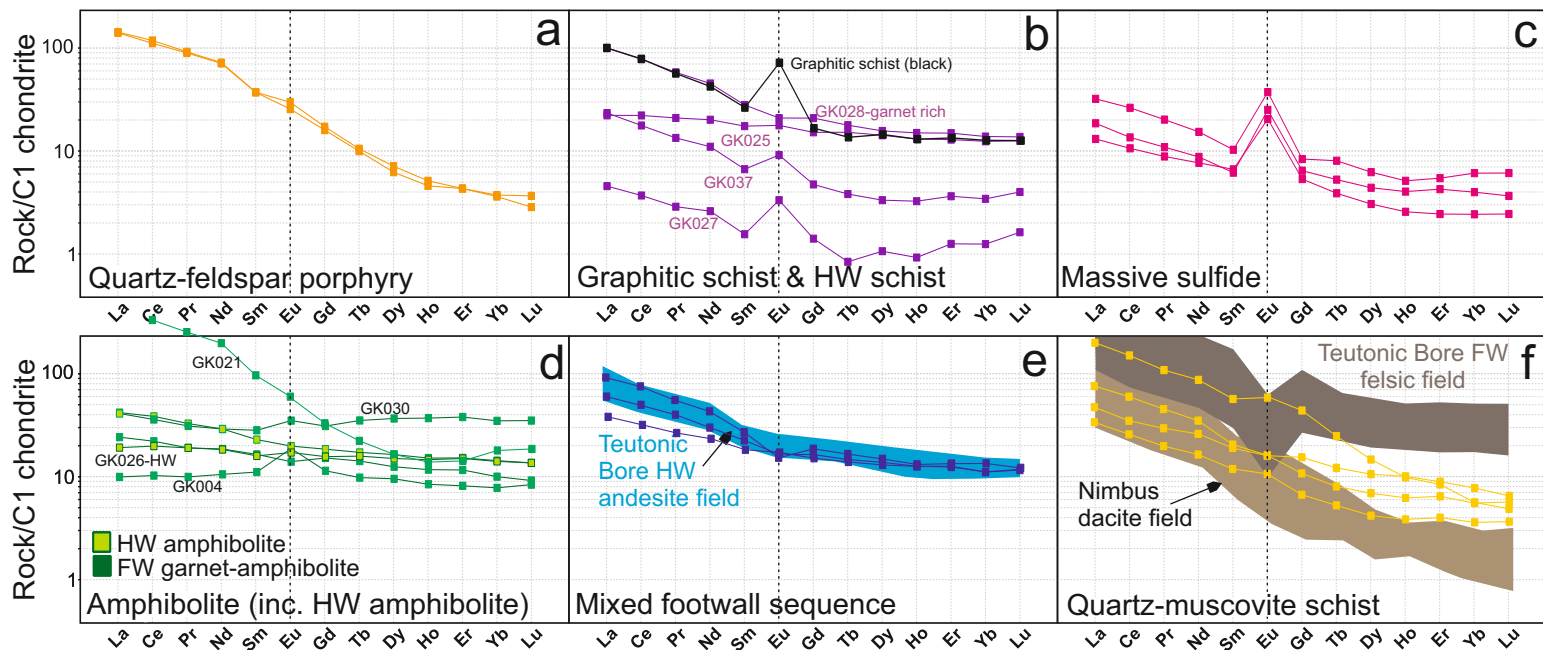 Rock/C1 chondrite
100
10
1
a
Quartz-feldspar porphyry
La Ce Pr Nd Sm Eu Gd Tb Dy Ho Er Yb Lu
b
Graphitic schist (black)
GK028-garnet rich
GK025
GK037
GK027
Graphitic schist & HW schist
La Ce Pr Nd Sm Eu Gd Tb Dy Ho Er Yb Lu
c
Massive sulfide
La Ce Pr Nd Sm Eu Gd Tb Dy Ho Er Yb Lu
Rock/C1 chondrite
100
10
1
d
GK021
GK030
GK026-HW
GK004
HW amphibolite
FW garnet-amphibolite
Amphibolite (inc. HW amphibolite)
La Ce Pr Nd Sm Eu Gd Tb Dy Ho Er Yb Lu
e
Teutonic
Bore HW
andesite field
Mixed footwall sequence
La Ce Pr Nd Sm Eu Gd Tb Dy Ho Er Yb Lu
f
Teutonic Bore FW
felsic field
Nimbus
dacite field
Quartz-muscovite schist
La Ce Pr Nd Sm Eu Gd Tb Dy Ho Er Yb Lu